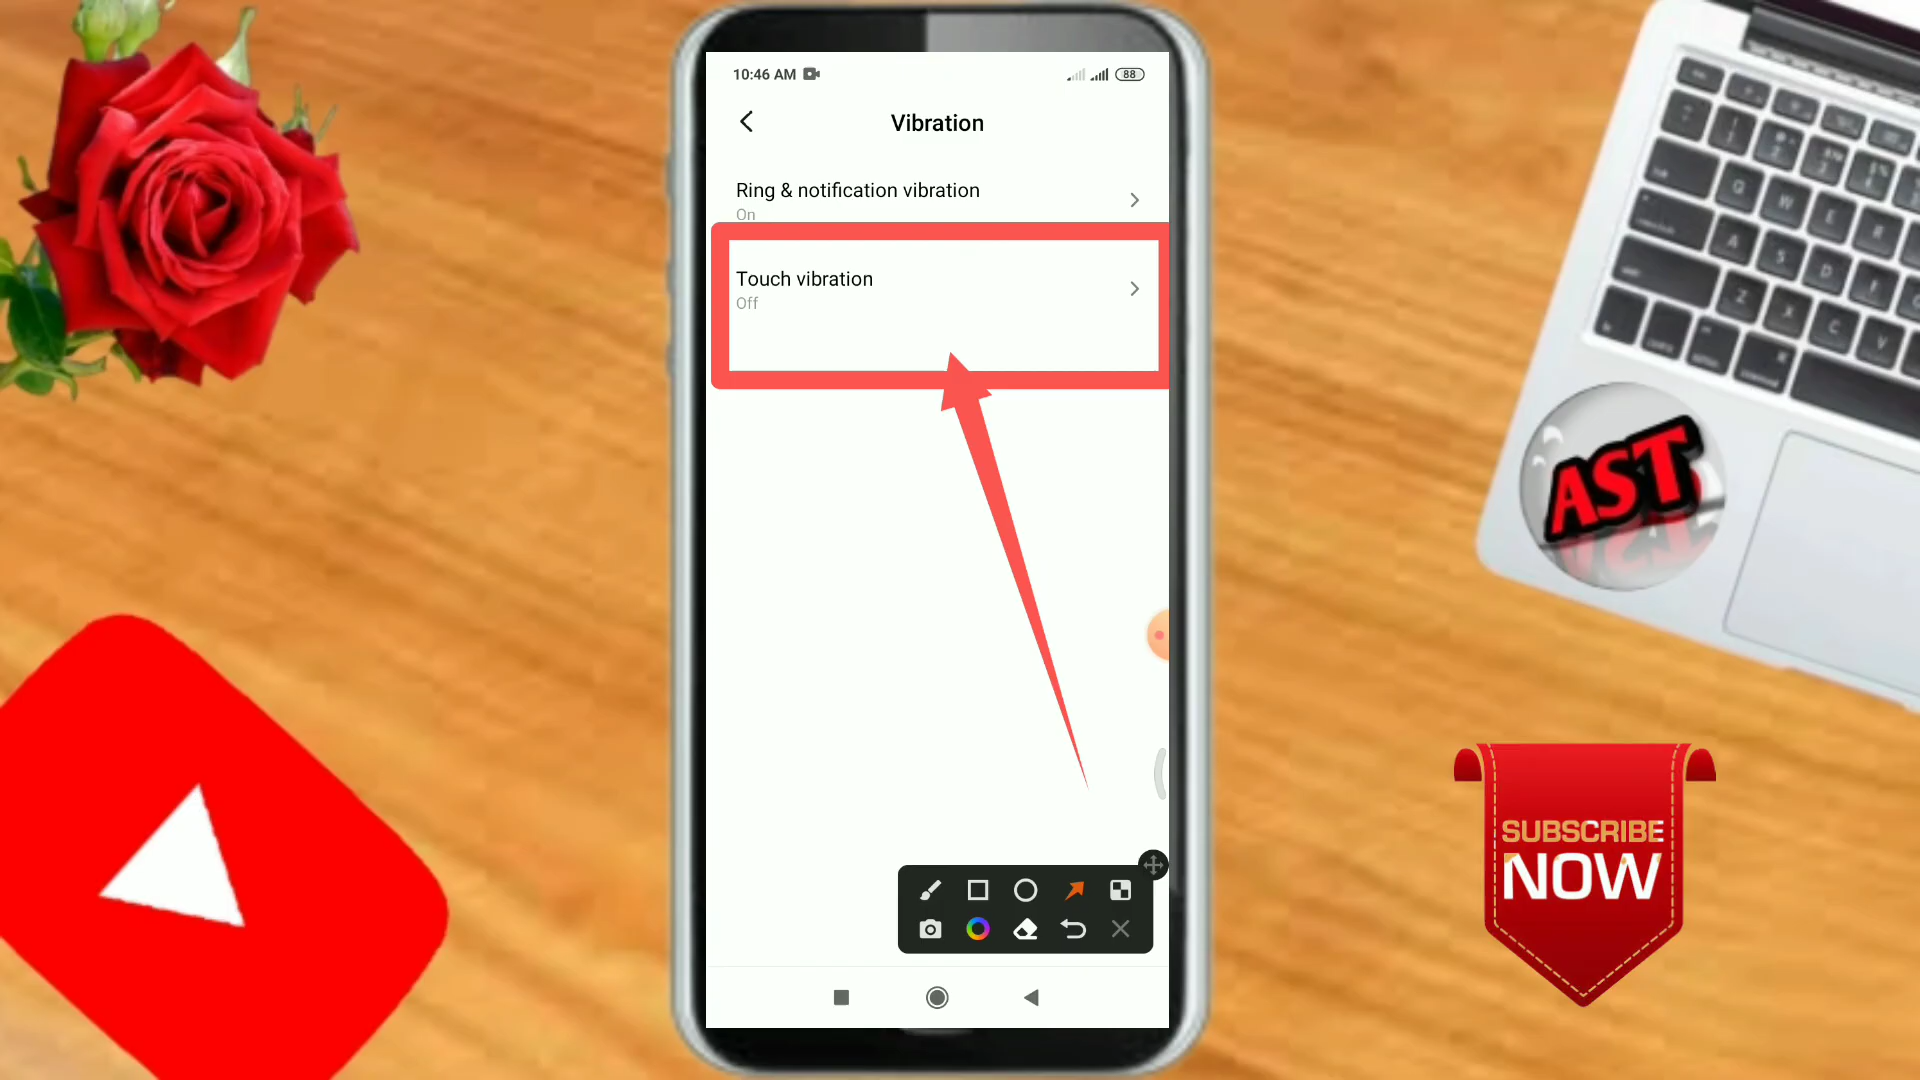 10:46 AM
88
Vibration
Ring & notification vibration
On
Touch vibration
Off
AST
SUBSCRIBE
NOW